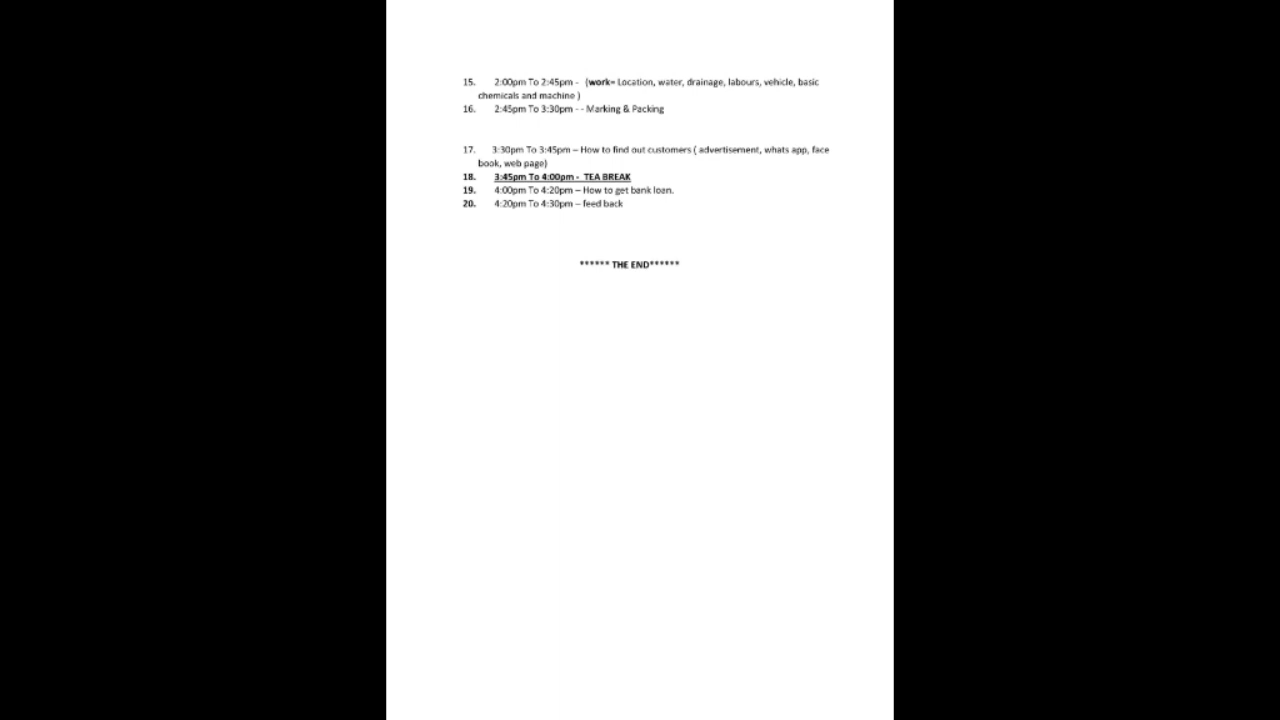 15. 2:00pm To 2:45pm - (work= Location, water, drainage, labours, vehicle, basic
chemicals and machine )
16. 2:45pm To 3:30pm - - Marking & Packing
17. 3:30pm To 3:45pm – How to find out customers ( advertisement, whats app, face
book, web page)
18. 3:45pm To 4:00pm - TEA BREAK
19. 4:00pm To 4:20pm – How to get bank loan.
20. 4:20pm To 4:30pm – feed back
****** THE END******